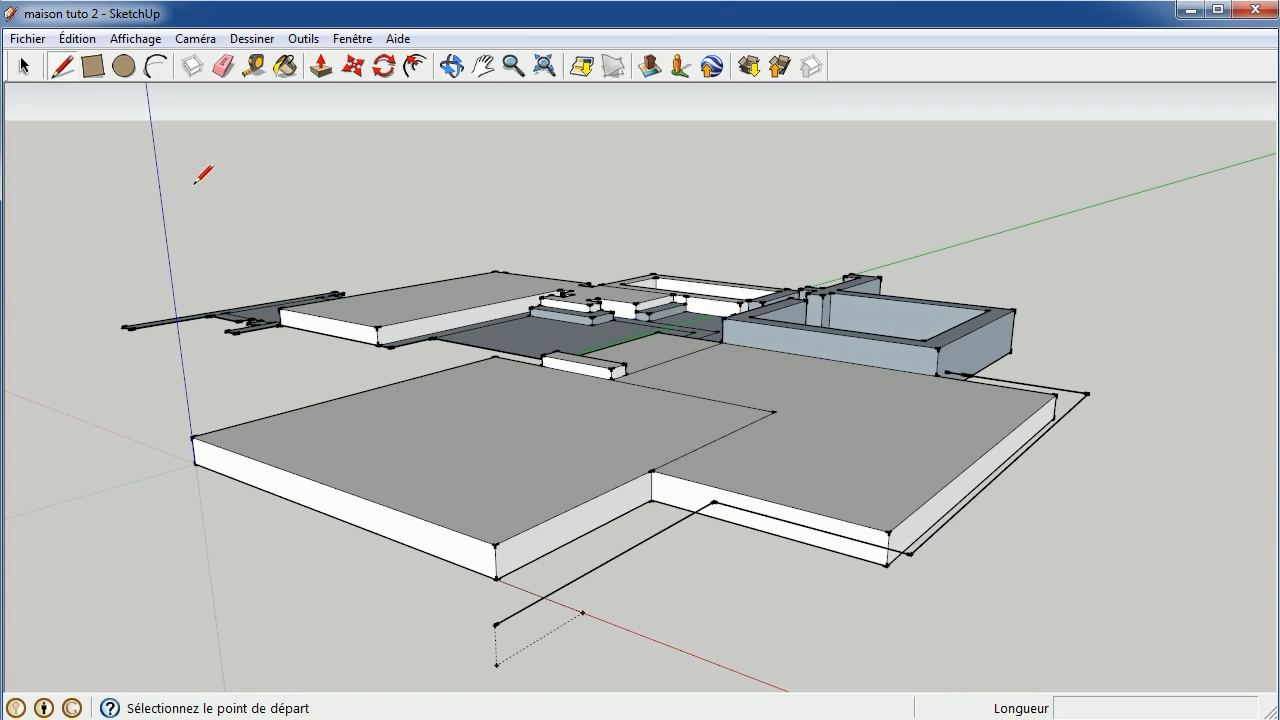 maison tuto 2 - SketchUp
Fichier Édition Affichage Caméra Dessiner Outils Fenêtre Aide
Sélectionnez le point de départ Longueur